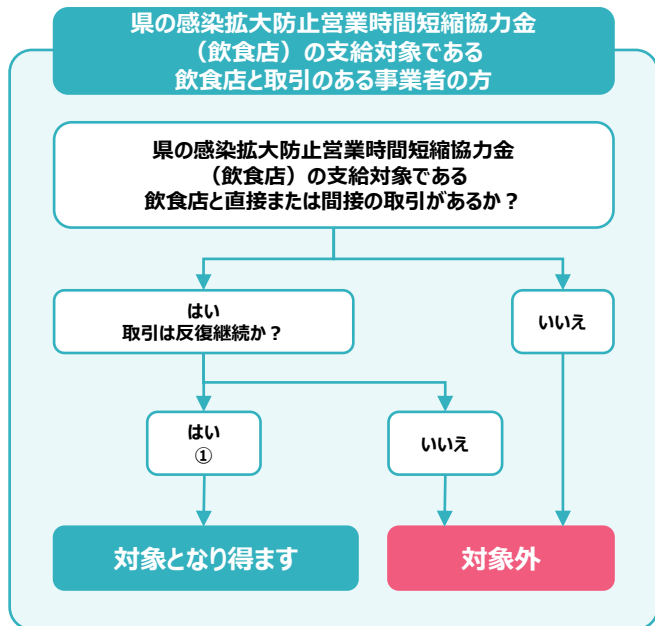 県の感染拡大防止営業時間短縮協力金
（飲食店）の支給対象である
飲食店と取引のある事業者の方
県の感染拡大防止営業時間短縮協力金
（飲食店）の支給対象である
飲食店と直接または間接の取引があるか？
はい
取引は反復継続か？
いいえ
はい
①
いいえ
対象となり得ます
対象外